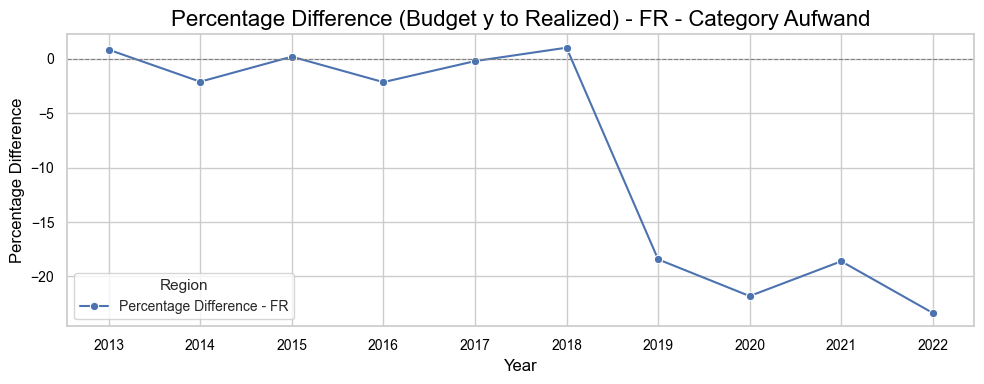 Percentage Difference (Budget y to Realized) - FR - Category Aufwand
Percentage Difference
0
−5
−10
−15
−20
Region
Percentage Difference - FR
2013 2014 2015 2016 2017 2018 2019 2020 2021 2022
Year